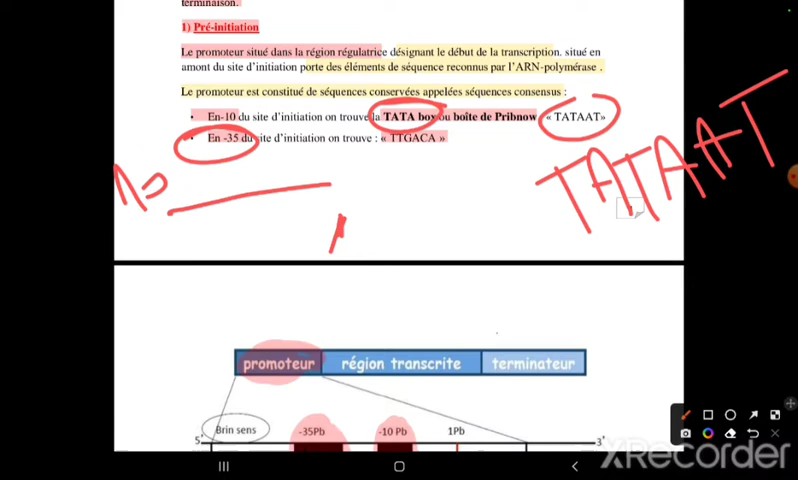 terminaison.
1) Pré-initiation
Le promoteur situé dans la région régulatrice désignant le début de la transcription. situé en
amont du site d'initiation porte des éléments de séquence reconnus par l'ARN-polymérase .
Le promoteur est constitué de séquences conservées appelées séquences consensus :
• En-10 du site d'initiation on trouve la TATA box ou boîte de Pribnow « TATAAT»
• En -35 du site d'initiation on trouve : « TTGACA »
TATAAT
promoteur région transcrite terminateur
Brin sens -35Pb -10 Pb 1Pb
5' 3'
XRecorder